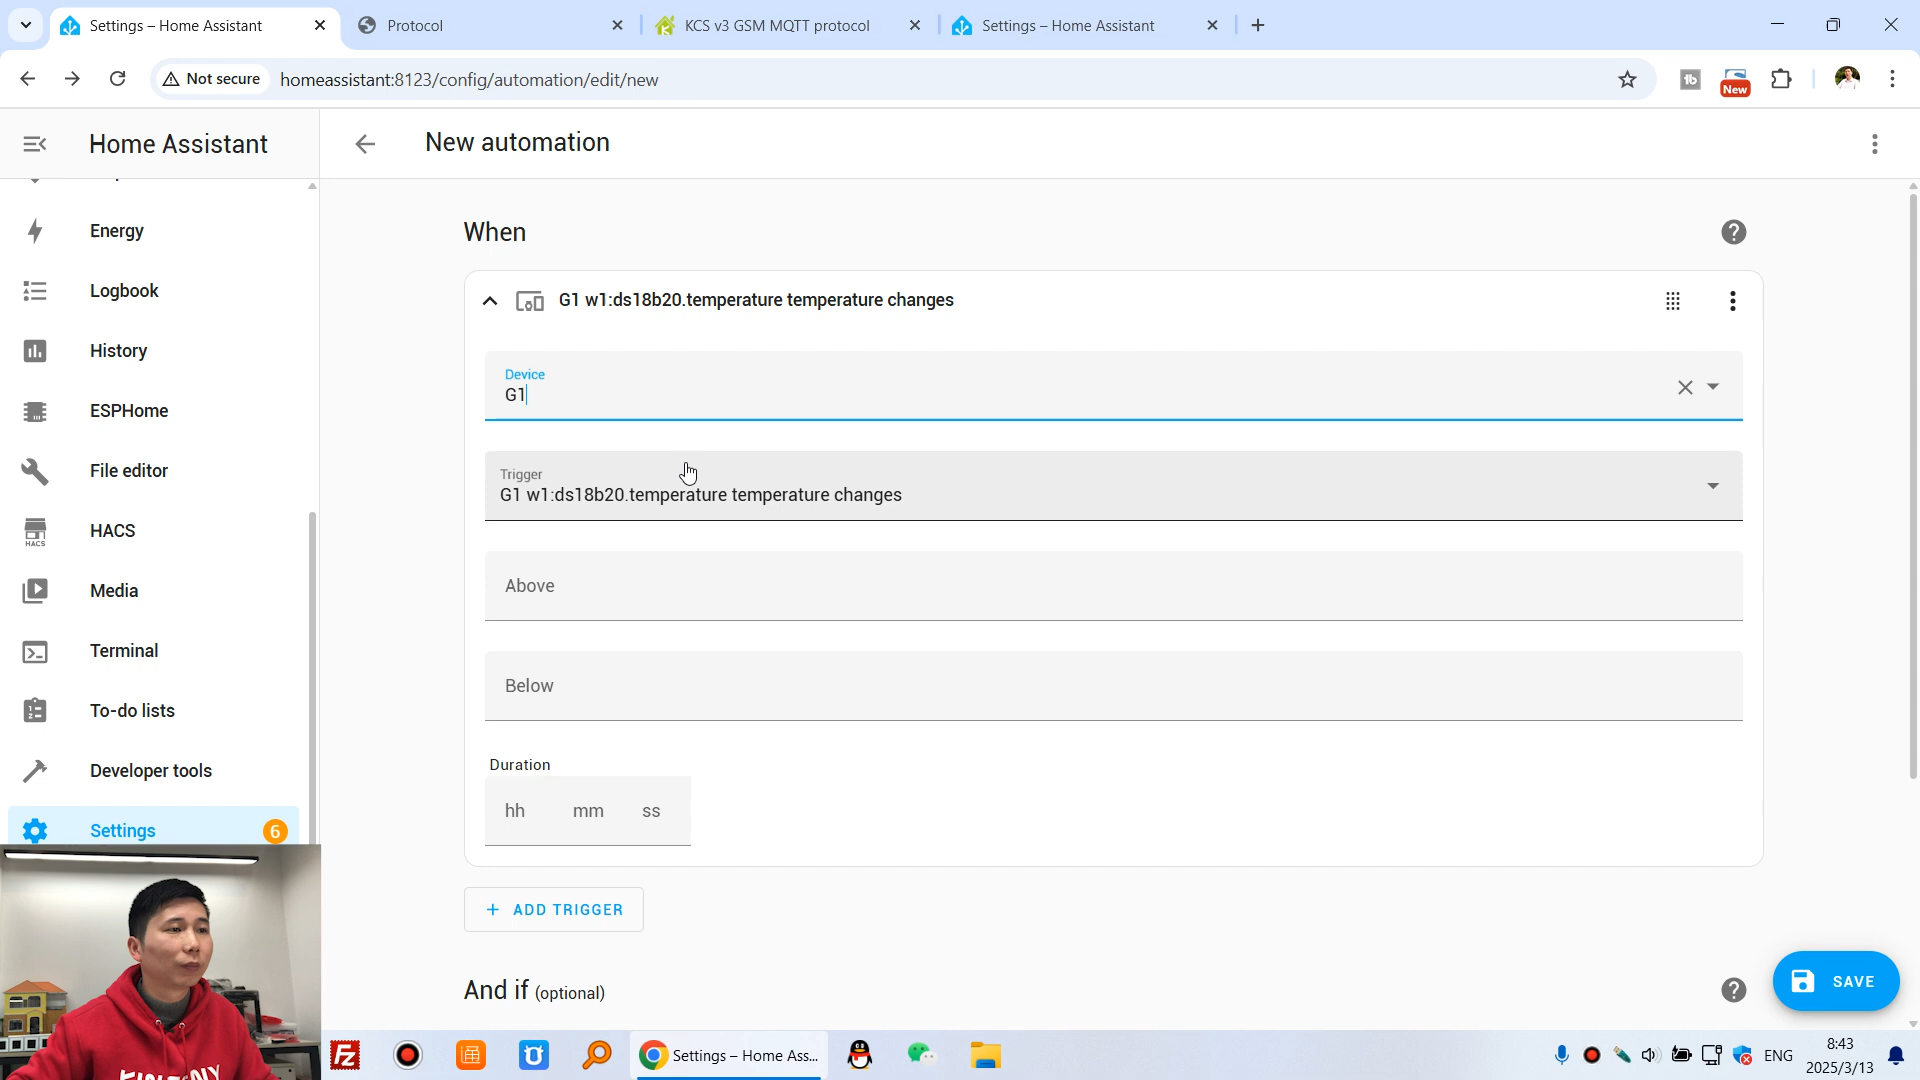 Settings – Home Assistant
Protocol
KCS v3 GSM MQTT protocol
Settings – Home Assistant
Not secure
homeassistant:8123/config/automation/edit/new
New
Home Assistant
New automation
Energy
Logbook
History
ESPHome
File editor
HACS
HACS
Media
Terminal
To-do lists
Developer tools
Settings
6
When
G1 w1:ds18b20.temperature temperature changes
Device
G1
Trigger
G1 w1:ds18b20.temperature temperature changes
Above
Below
Duration
hh mm ss
+ ADD TRIGGER
And if (optional)
SAVE
Settings – Home Ass...
ENG
8:43
2025/3/13